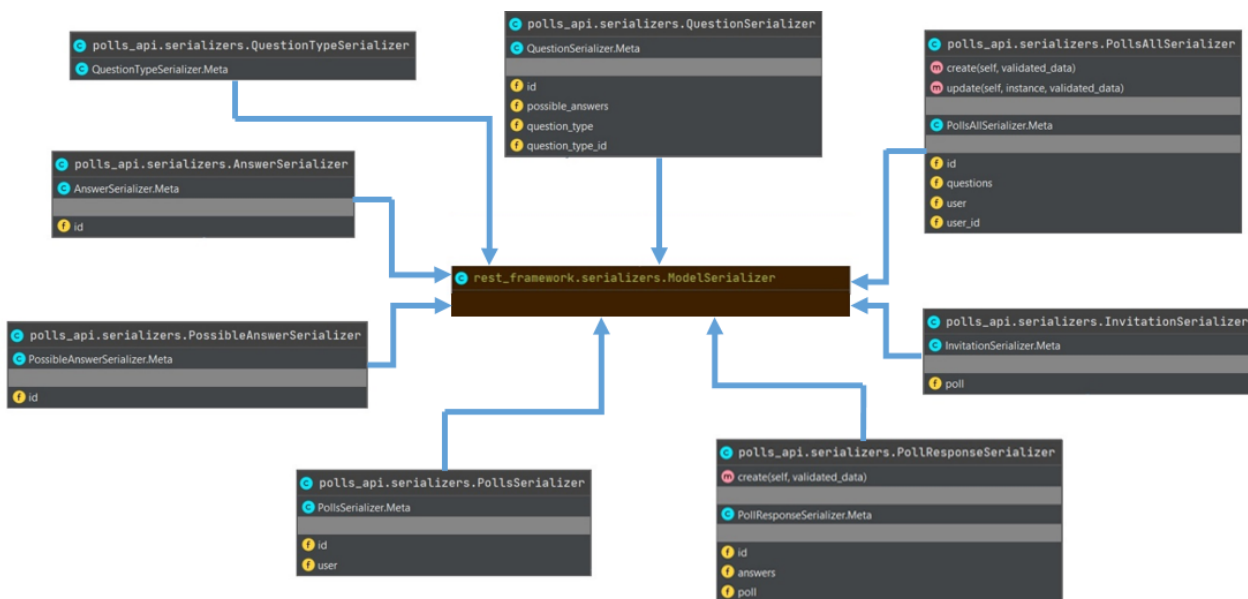 polls_api.serializers.QuestionTypeSerializer
QuestionTypeSerializer.Meta
polls_api.serializers.QuestionSerializer
QuestionSerializer.Meta
id
possible_answers
question_type
question_type_id
polls_api.serializers.PollsAllSerializer
create(self, validated_data)
update(self, instance, validated_data)
PollsAllSerializer.Meta
id
questions
user
user_id
polls_api.serializers.AnswerSerializer
AnswerSerializer.Meta
id
rest_framework.serializers.ModelSerializer
polls_api.serializers.PossibleAnswerSerializer
PossibleAnswerSerializer.Meta
id
polls_api.serializers.InvitationSerializer
InvitationSerializer.Meta
poll
polls_api.serializers.PollsSerializer
PollsSerializer.Meta
id
user
polls_api.serializers.PollResponseSerializer
create(self, validated_data)
PollResponseSerializer.Meta
id
answers
poll